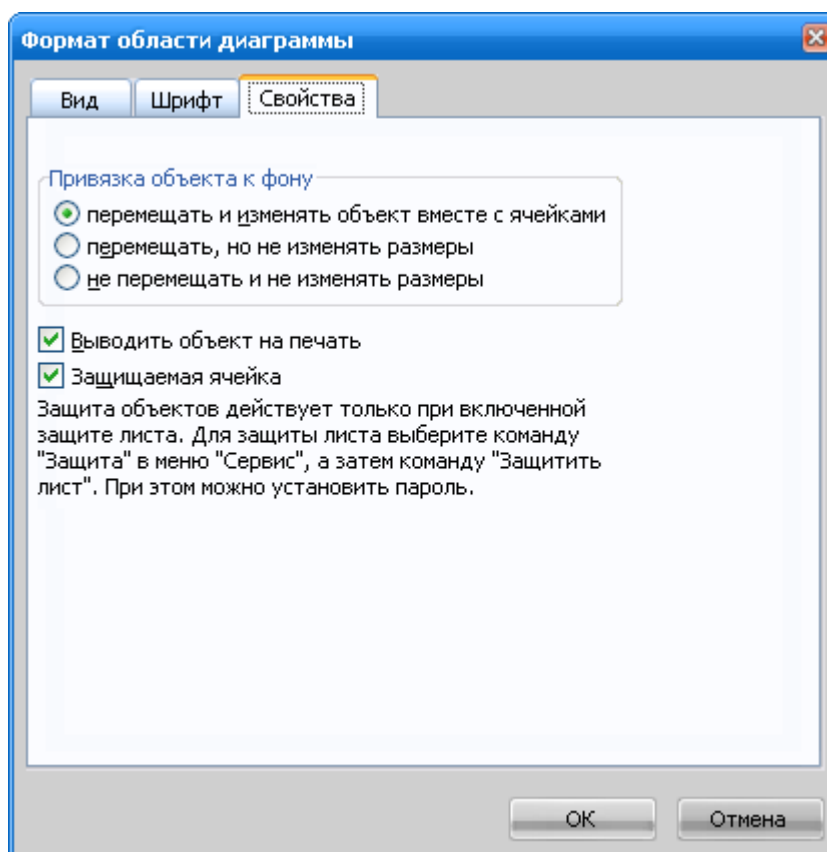 Формат области диаграммы
Вид Шрифт Свойства
Привязка объекта к фону
перемещать и изменять объект вместе с ячейками
перемещать, но не изменять размеры
не перемещать и не изменять размеры
Выводить объект на печать
Защищаемая ячейка
Защита объектов действует только при включенной
защите листа. Для защиты листа выберите команду
"Защита" в меню "Сервис", а затем команду "Защитить
лист". При этом можно установить пароль.
ОК Отмена